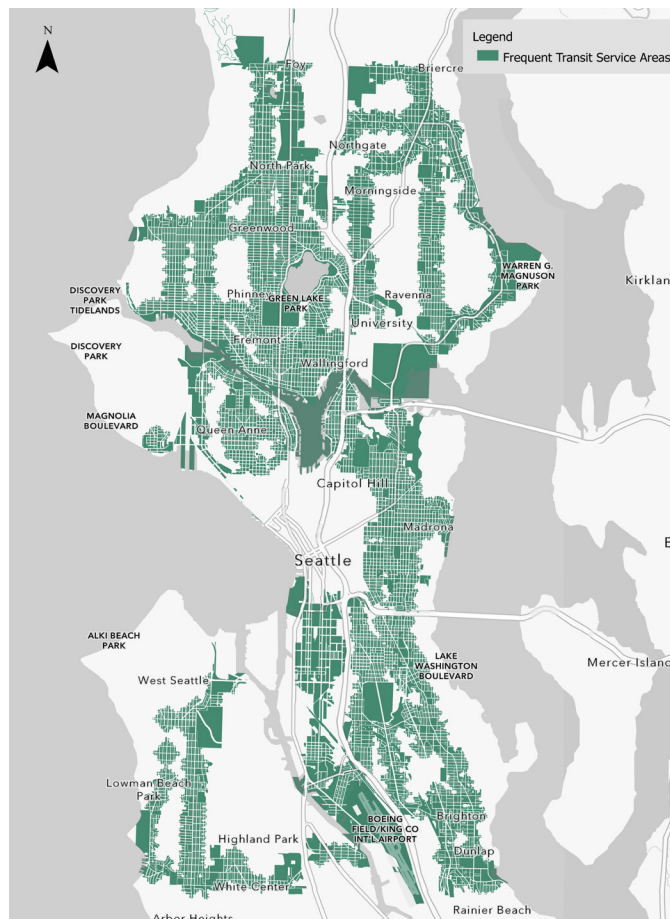 N
Legend
Frequent Transit Service Areas
Foy
Briercre
Northgate
North Park
Morningside
Greenwood
WARREN G.
MAGNUSON
PARK
Kirklan
DISCOVERY
PARK
TIDELANDS
Phinney
GREEN LAKE
PARK
Ravenna
University
DISCOVERY
PARK
Fremont
Wallingford
MAGNOLIA
BOULEVARD
Queen Anne
Capitol Hill
Madrona
B
Seattle
ALKI BEACH
PARK
LAKE
WASHINGTON
BOULEVARD
Mercer Island
West Seattle
Lowman Beach
Park
BOEING
FIELD/KING CO
INT'L AIRPORT
Brighton
Highland Park
Dunlap
White Center
Rainier Beach
Arbor Heights